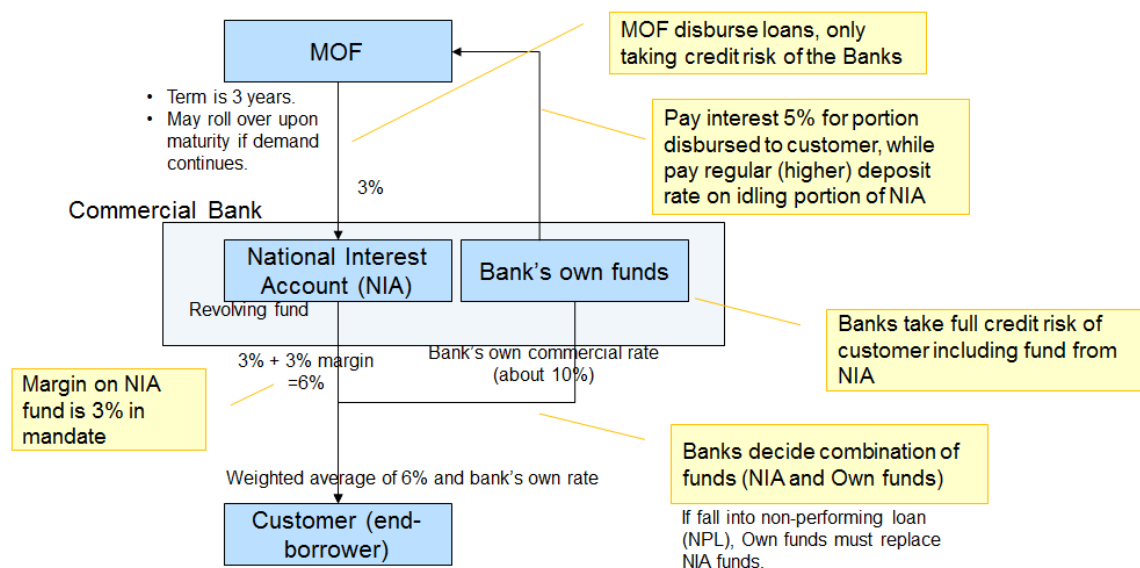 MOF
MOF disburse loans, only
taking credit risk of the Banks
• Term is 3 years.
• May roll over upon
maturity if demand
continues.
Pay interest 5% for portion
disbursed to customer, while
pay regular (higher) deposit
rate on idling portion of NIA
3%
Commercial Bank
National Interest
Account (NIA)
Bank's own funds
Revolving fund
Banks take full credit risk of
customer including fund from
NIA
3% + 3% margin
=6%
Bank's own commercial rate
(about 10%)
Margin on NIA
fund is 3% in
mandate
Banks decide combination of
funds (NIA and Own funds)
Weighted average of 6% and bank's own rate
Customer (end-
borrower)
If fall into non-performing loan
(NPL), Own funds must replace
NIA funds.